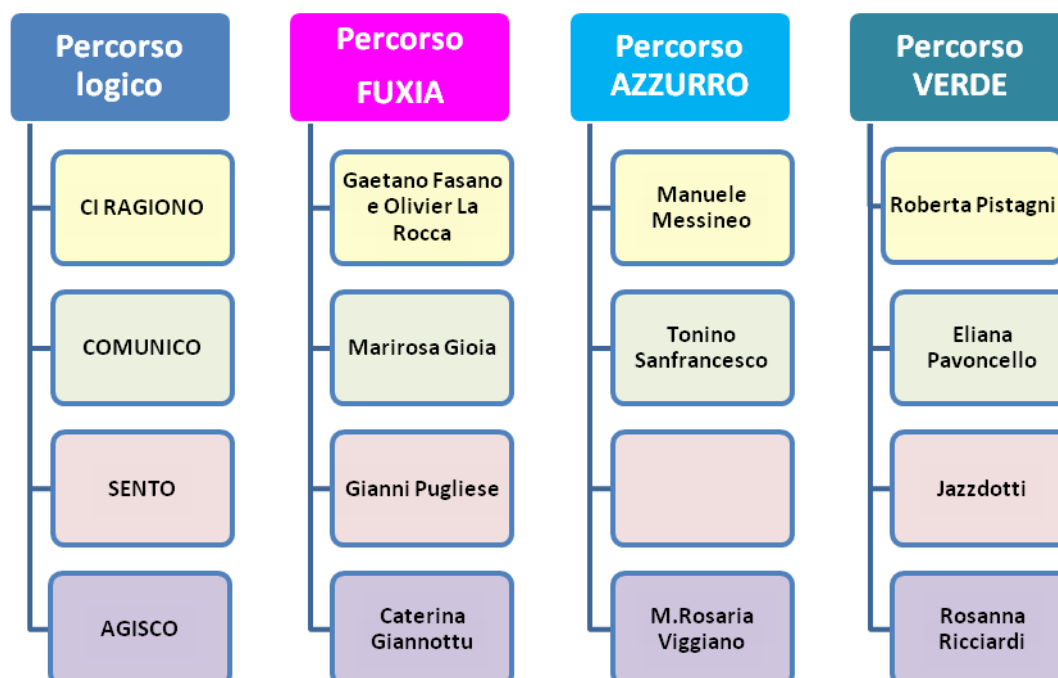 Percorso
logico
CI RAGIONO
COMUNICO
SENTO
AGISCO
Percorso
FUXIA
Gaetano Fasano
e Olivier La
Rocca
Marirosa Gioia
Gianni Pugliese
Caterina
Giannottu
Percorso
AZZURRO
Manuele
Messineo
Tonino
Sanfrancesco
M.Rosaria
Viggiano
Percorso
VERDE
Roberta Pistagni
Eliana
Pavoncello
Jazzdotti
Rosanna
Ricciardi